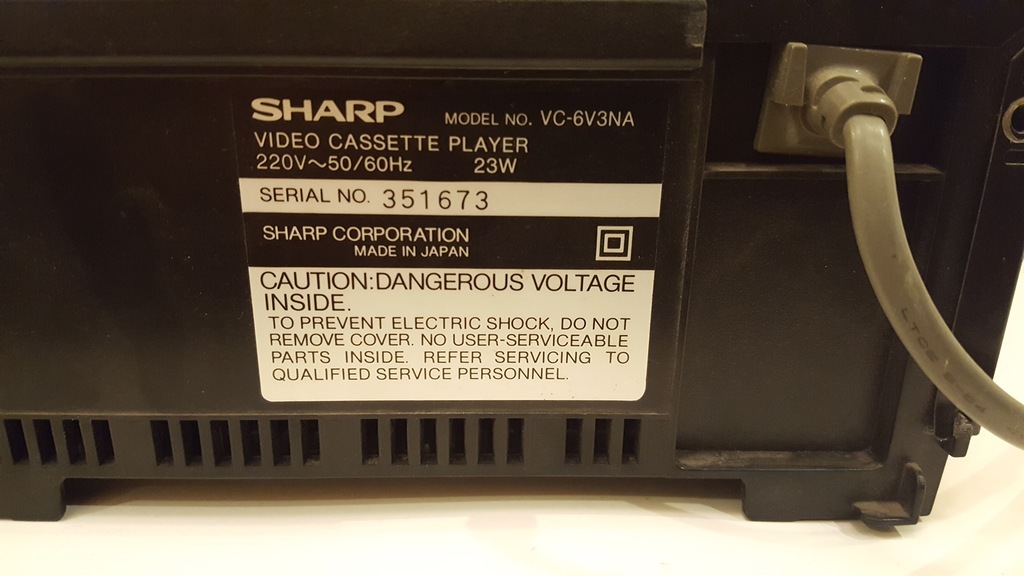 SHARP MODEL NO. VC-6V3NA
VIDEO CASSETTE PLAYER
220V~50/60Hz 23W
SERIAL NO. 351673
SHARP CORPORATION
MADE IN JAPAN
CAUTION:DANGEROUS VOLTAGE
INSIDE.
TO PREVENT ELECTRIC SHOCK, DO NOT
REMOVE COVER. NO USER-SERVICEABLE
PARTS INSIDE. REFER SERVICING TO
QUALIFIED SERVICE PERSONNEL.